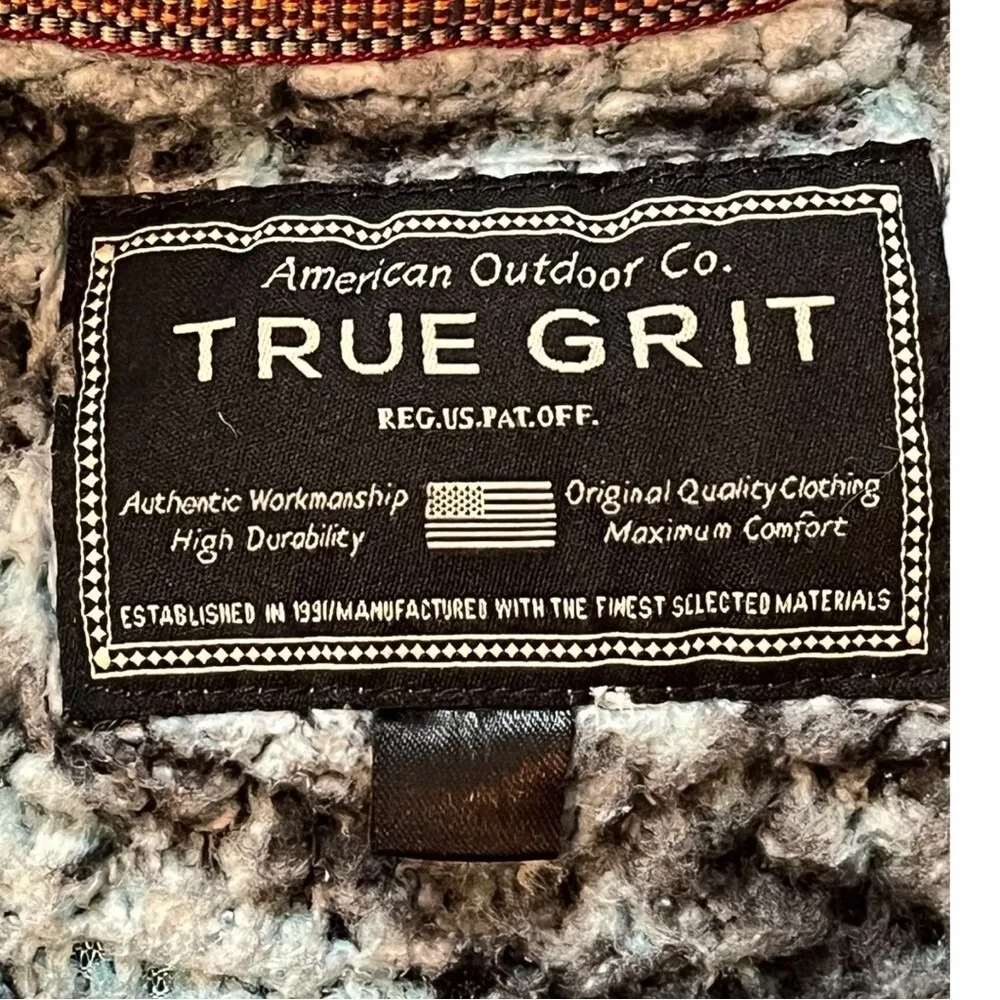 American Outdoor Co.
TRUE GRIT
REG.US.PAT.OFF.
Authentic Workmanship Original Quality Clothing
High Durability Maximum Comfort
ESTABLISHED IN 1991/MANUFACTURED WITH THE FINEST SELECTED MATERIALS